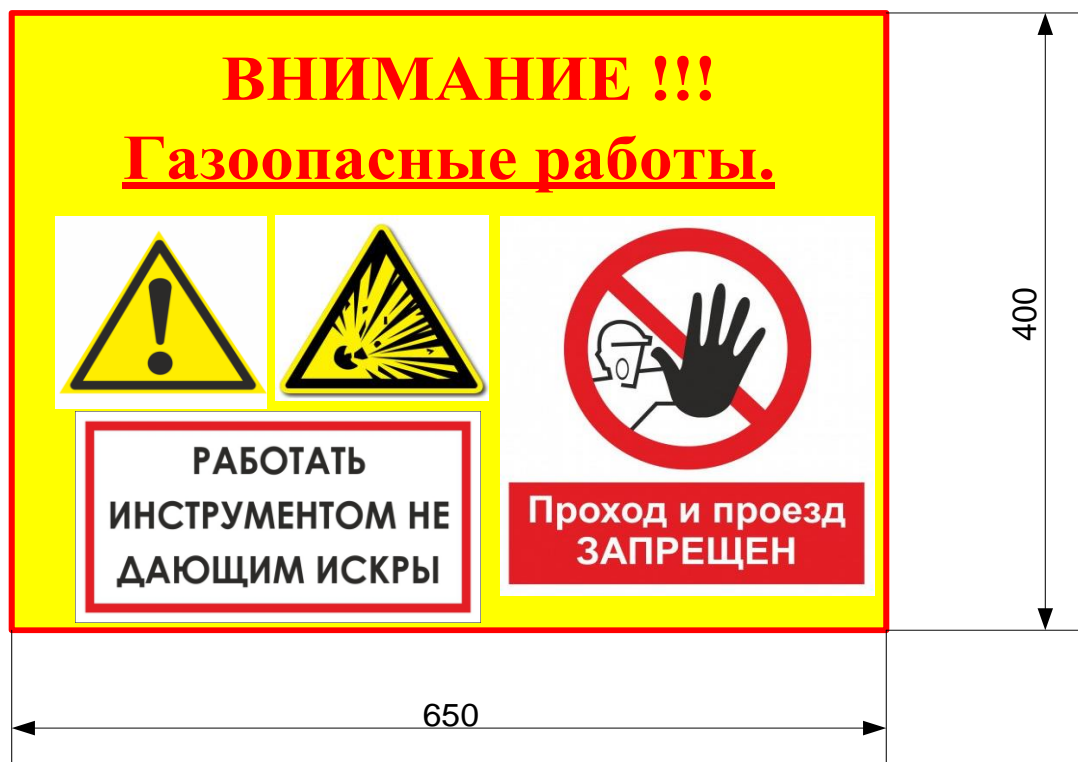 ВНИМАНИЕ !!!
Газоопасные работы.
РАБОТАТЬ
ИНСТРУМЕНТОМ НЕ
ДАЮЩИМ ИСКРЫ
Проход и проезд
ЗАПРЕЩЕН
400
650